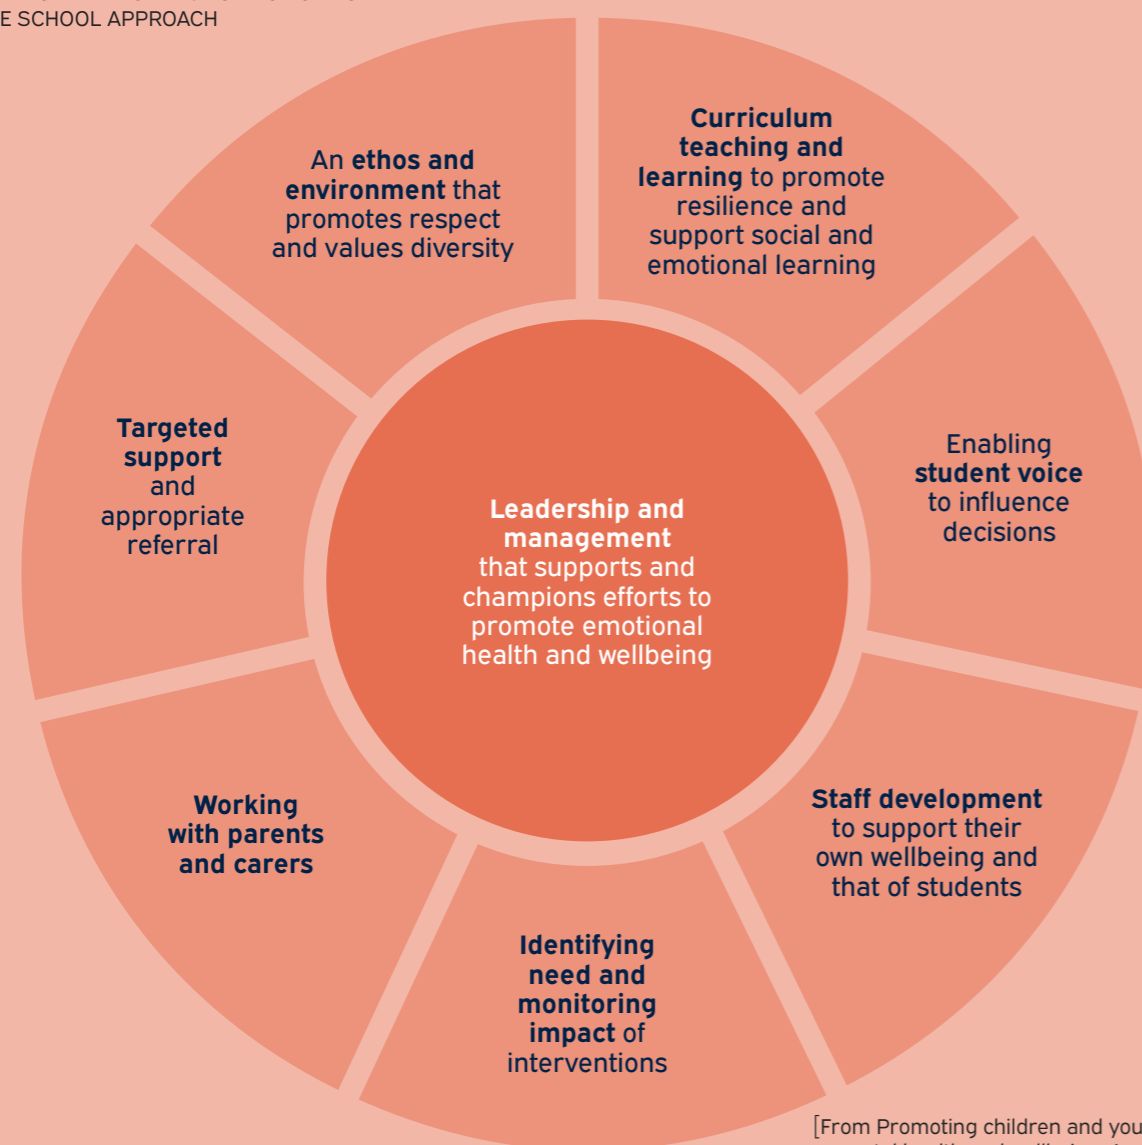 E SCHOOL APPROACH
An ethos and
environment that
promotes respect
and values diversity
Curriculum
teaching and
learning to promote
resilience and
support social and
emotional learning
Enabling
student voice
to influence
decisions
Staff development
to support their
own wellbeing and
that of students
Identifying
need and
monitoring
impact of
interventions
Working
with parents
and carers
Targeted
support
and
appropriate
referral
Leadership and
management
that supports and
champions efforts to
promote emotional
health and wellbeing
[From Promoting children and you